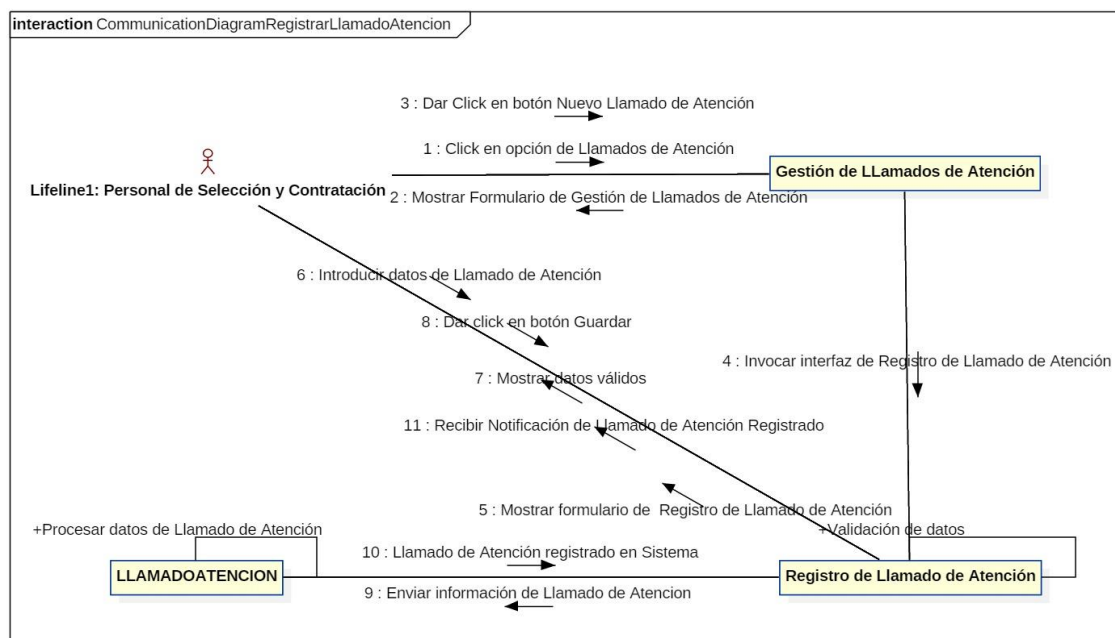 interaction CommunicationDiagramRegistrarLlamadoAtencion
3 : Dar Click en botón Nuevo Llamado de Atención
1 : Click en opción de Llamados de Atención
Gestión de LLamados de Atención
Lifeline1: Personal de Selección y Contratación
2 : Mostrar Formulario de Gestión de Llamados de Atención
6 : Introducir datos de Llamado de Atención
8 : Dar click en botón Guardar
4 : Invocar interfaz de Registro de Llamado de Atención
7 : Mostrar datos válidos
11 : Recibir Notificación de Llamado de Atención Registrado
5 : Mostrar formulario de  Registro de Llamado de Atención
+Procesar datos de Llamado de Atención
+Validación de datos
10 : Llamado de Atención registrado en Sistema
LLAMADOATENCION
Registro de Llamado de Atención
9 : Enviar información de Llamado de Atencion